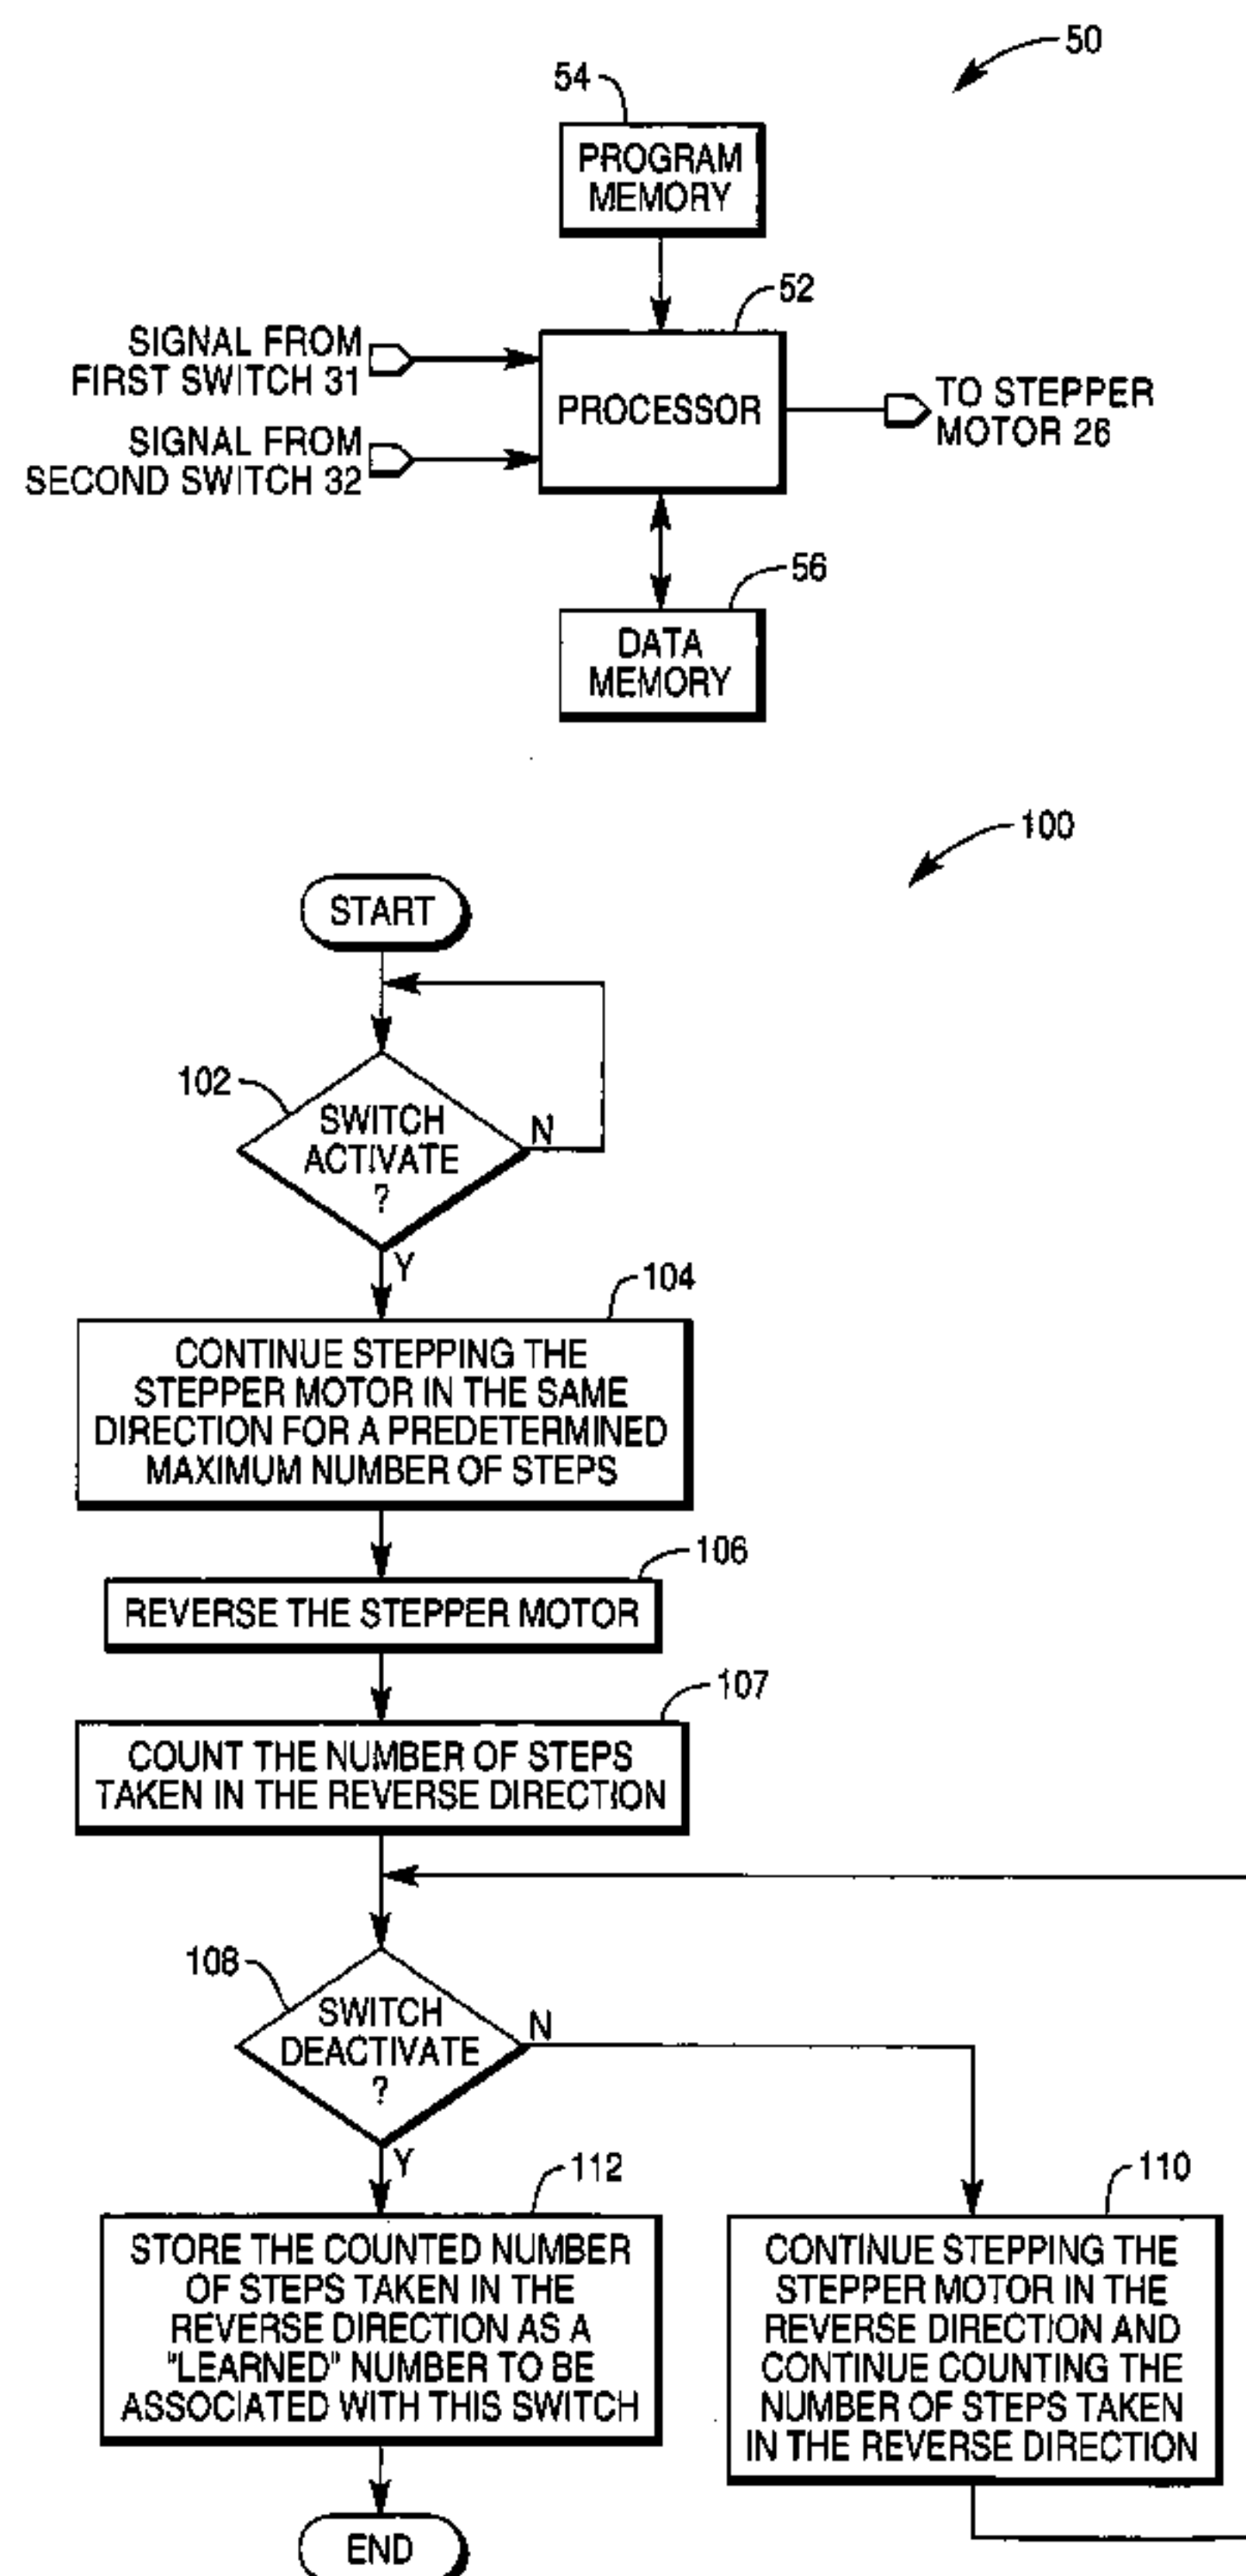 50
54
PROGRAM
MEMORY
52
SIGNAL FROM
FIRST SWITCH 31
PROCESSOR
TO STEPPER
MOTOR 26
SIGNAL FROM
SECOND SWITCH 32
56
DATA
MEMORY
100
START
102
SWITCH
ACTIVATE
?
N
Y
104
CONTINUE STEPPING THE
STEPPER MOTOR IN THE SAME
DIRECTION FOR A PREDETERMINED
MAXIMUM NUMBER OF STEPS
106
REVERSE THE STEPPER MOTOR
107
COUNT THE NUMBER OF STEPS
TAKEN IN THE REVERSE DIRECTION
108
SWITCH
DEACTIVATE
?
N
Y
112
STORE THE COUNTED NUMBER
OF STEPS TAKEN IN THE
REVERSE DIRECTION AS A
"LEARNED" NUMBER TO BE
ASSOCIATED WITH THIS SWITCH
110
CONTINUE STEPPING THE
STEPPER MOTOR IN THE
REVERSE DIRECTION AND
CONTINUE COUNTING THE
NUMBER OF STEPS TAKEN
IN THE REVERSE DIRECTION
END